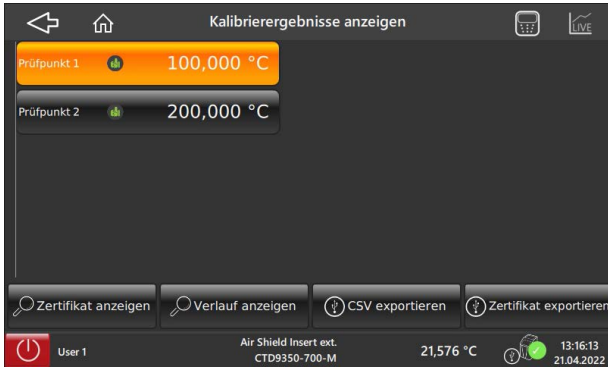 Kalibrierergebnisse anzeigen
LIVE
Prüfpunkt 1 100,000 °C
Prüfpunkt 2 200,000 °C
Zertifikat anzeigen Verlauf anzeigen CSV exportieren Zertifikat exportieren
User 1
Air Shield Insert ext.
CTD9350-700-M
21,576 °C
13:16:13
21.04.2022